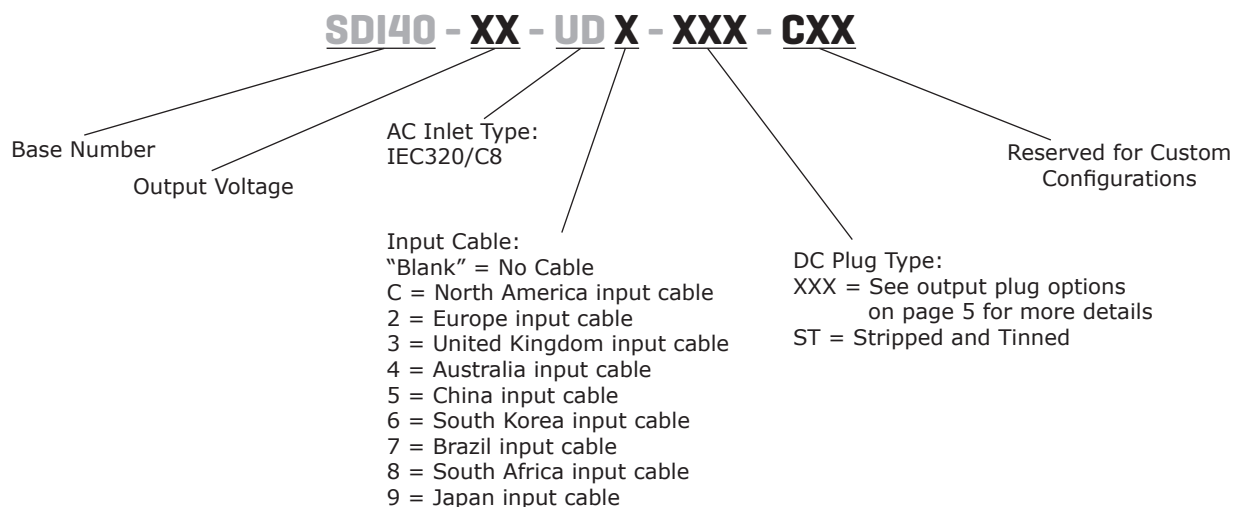 SDI40 - XX - UD X - XXX - CXX
Base Number
Output Voltage
AC Inlet Type:
IEC320/C8
Reserved for Custom
Configurations
Input Cable:
“Blank” = No Cable
C = North America input cable
2 = Europe input cable
3 = United Kingdom input cable
4 = Australia input cable
5 = China input cable
6 = South Korea input cable
7 = Brazil input cable
8 = South Africa input cable
9 = Japan input cable
DC Plug Type:
XXX = See output plug options
on page 5 for more details
ST = Stripped and Tinned